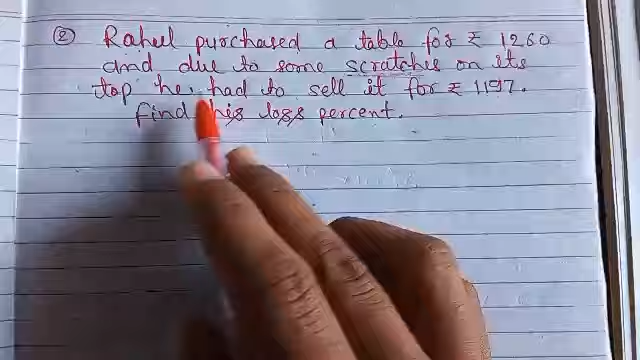 ② Rahul purchased a table for ₹ 1260
and due to some scratches on its
top he had to sell it for ₹ 1197.
find his loss percent.